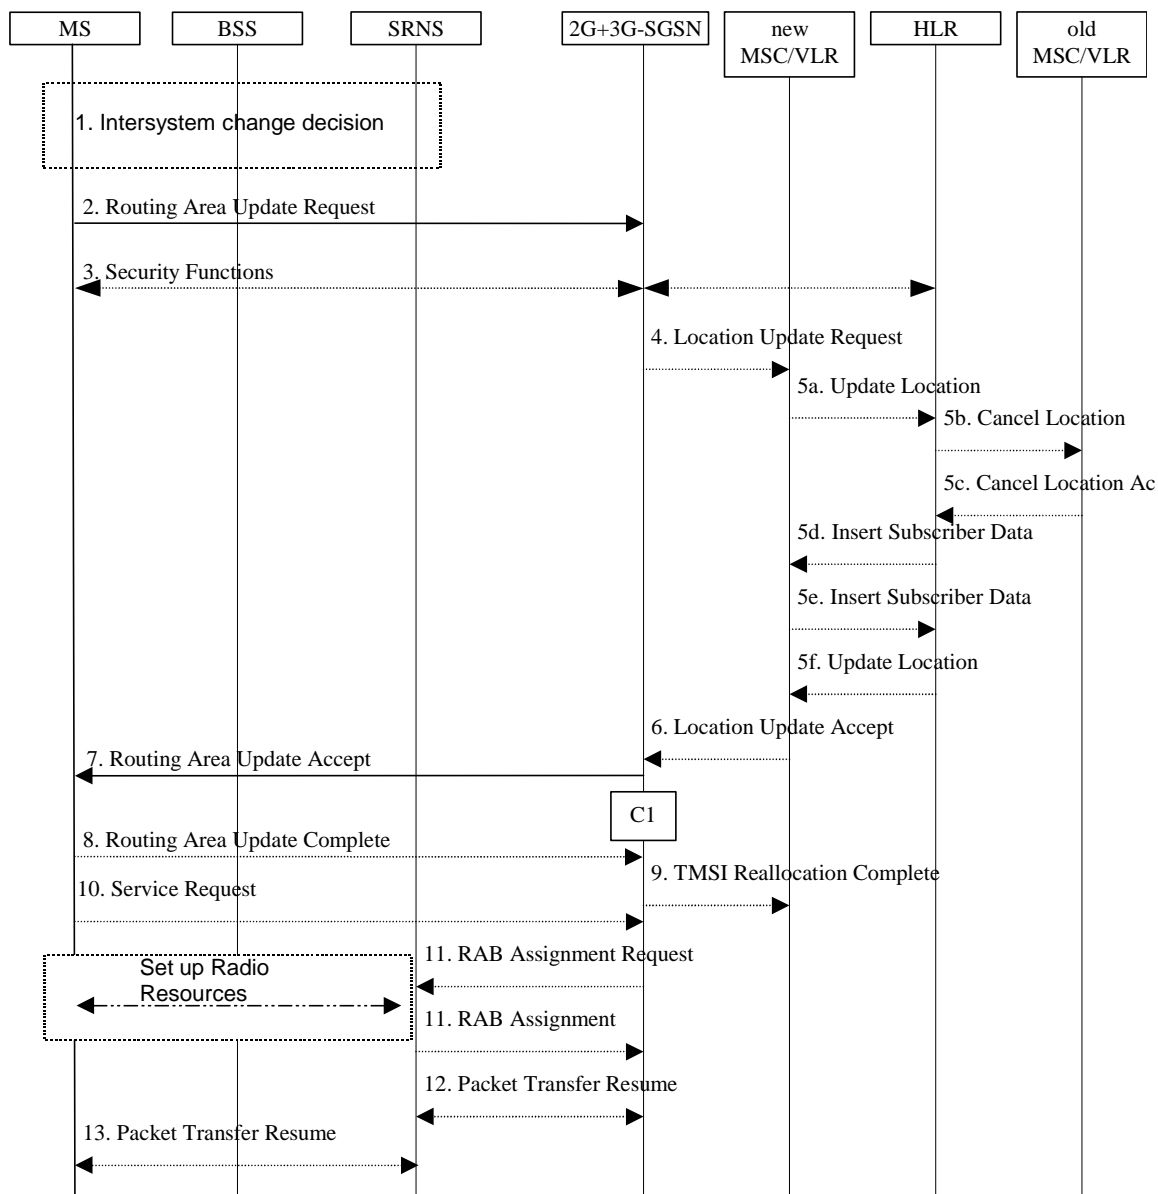 MS BSS SRNS 2G+3G-SGSN new MSC/VLR HLR old MSC/VLR
1. Intersystem change decision
2. Routing Area Update Request
3. Security Functions
4. Location Update Request
5a. Update Location
5b. Cancel Location
5c. Cancel Location Ac
5d. Insert Subscriber Data
5e. Insert Subscriber Data
5f. Update Location
6. Location Update Accept
7. Routing Area Update Accept
C1
8. Routing Area Update Complete
9. TMSI Reallocation Complete
10. Service Request
11. RAB Assignment Request
Set up Radio
Resources
11. RAB Assignment
12. Packet Transfer Resume
13. Packet Transfer Resume